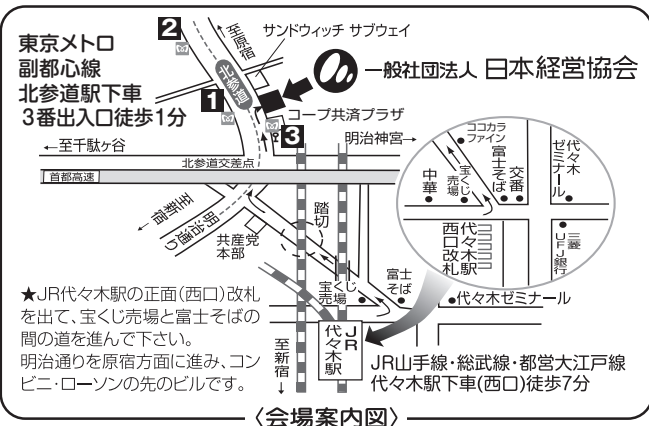 東京メトロ
副都心線
北参道駅下車
3番出入口徒歩1分
2
至原宿
サンドウィッチ サブウェイ
北参道
一般社団法人 日本経営協会
1
コープ共済プラザ
3
明治神宮→
←至千駄ヶ谷
北参道交差点
首都高速
至新宿
明治通り
共産党
本部
踏切
宝くじ
売場
富士
そば
代々木ゼミナール
JR
代々木駅
至新宿
ココカラ
ファイン
中華
宝くじ
売場
富士そば
交番
代々木
ゼミナール
代々木駅
西口改札
三菱
UFJ銀行
★JR代々木駅の正面(西口)改札
を出て、宝くじ売場と富士そばの
間の道を進んで下さい。
明治通りを原宿方面に進み、コン
ビニ・ローソンの先のビルです。
JR山手線・総武線・都営大江戸線
代々木駅下車(西口)徒歩7分
〈会場案内図〉